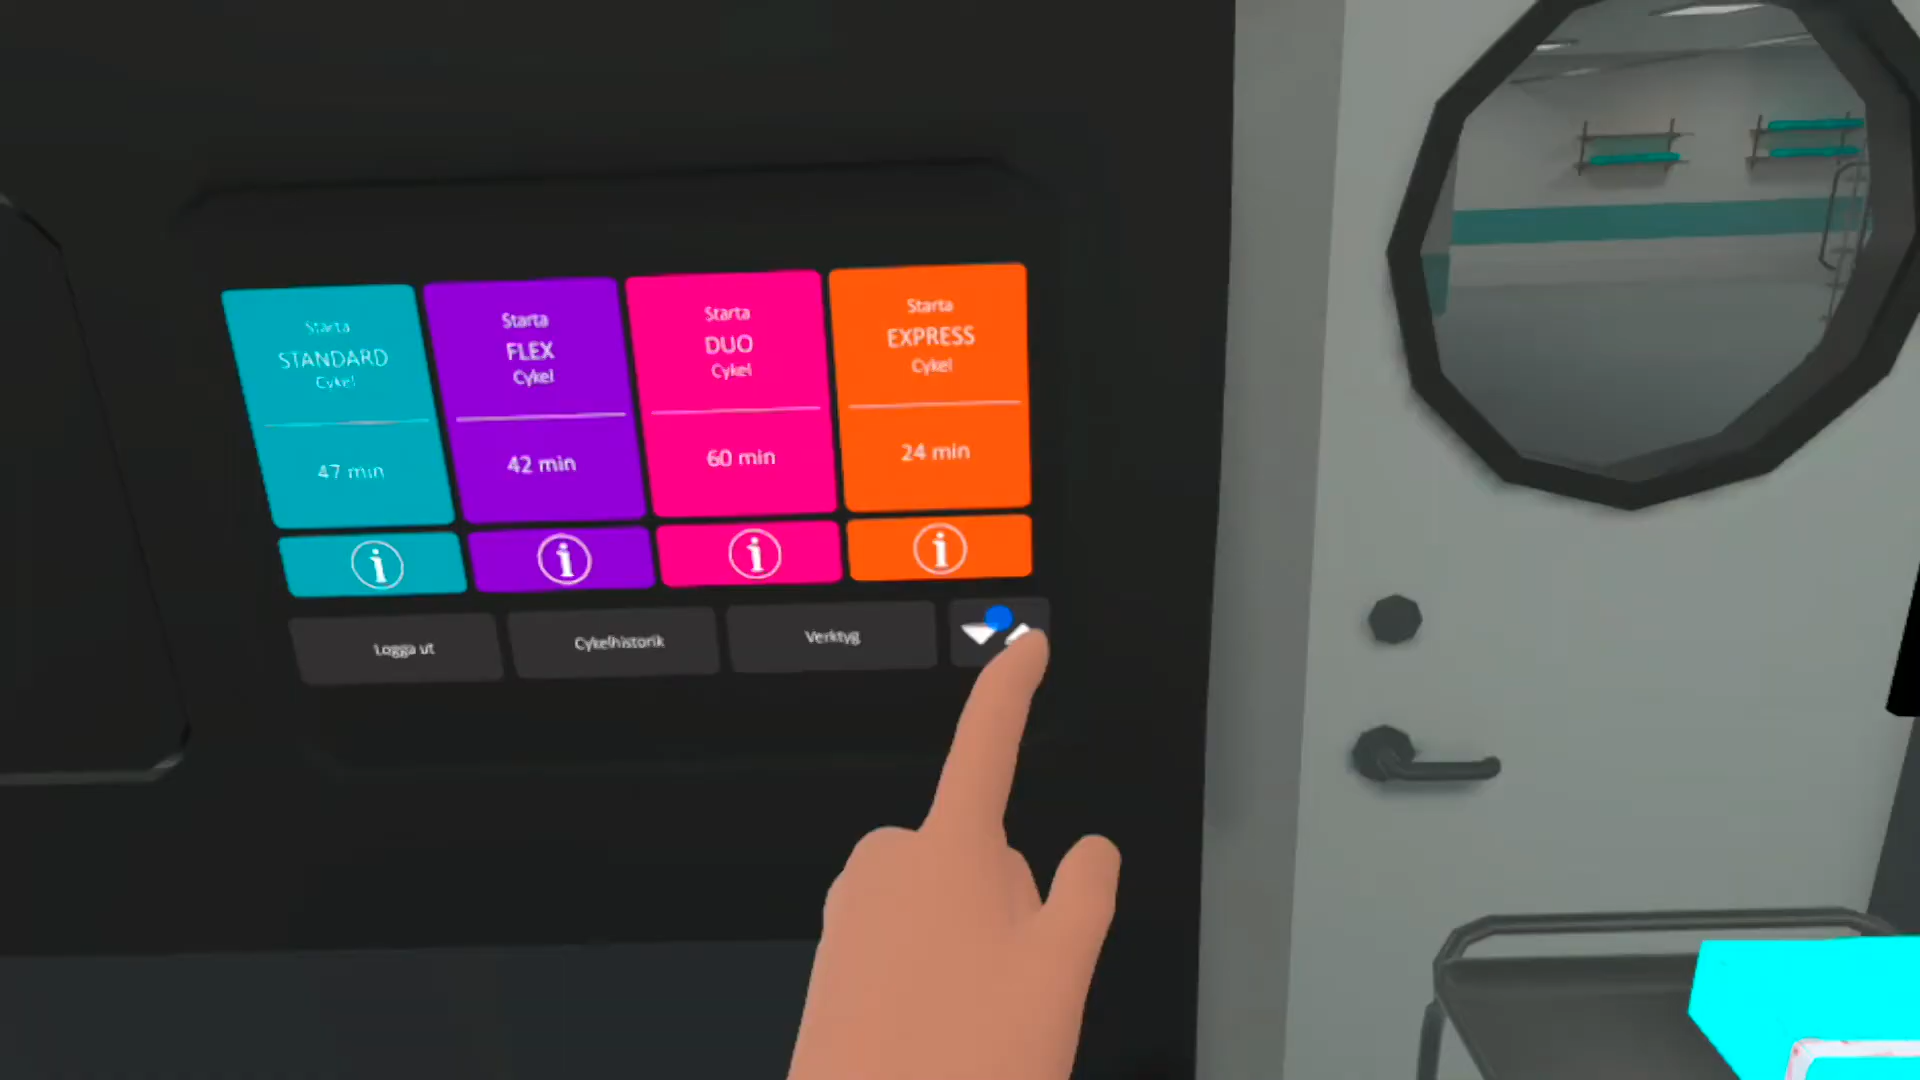 Starta
STANDARD
Cykel
47 min
Starta
FLEX
Cykel
42 min
Starta
DUO
Cykel
60 min
Starta
EXPRESS
Cykel
24 min
Logga ut
Cykelhistorik
Verktyg